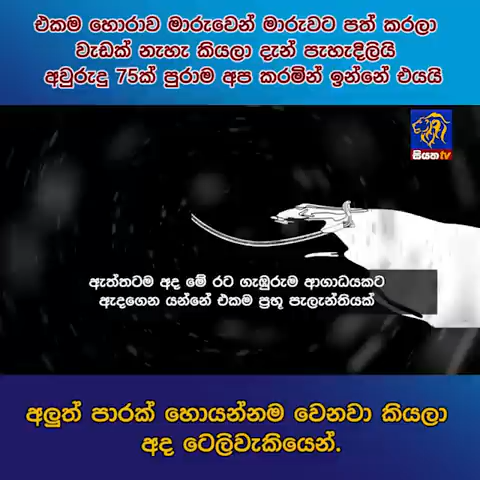 එකම හොරාව මාරුවෙන් මාරුවට පත් කරලා
වැඩක් නැහැ කියලා දැන් පැහැදිලියි
අවුරුදු 75ක් පුරාම අප කරමින් ඉන්නේ එයයි
සියත tv
ඇත්තටම අද මේ රට ගැඹුරුම ආගාධයකට
ඇදගෙන යන්නේ එකම ප්‍රභූ පැලැන්තියක්
අලුත් පාරක් හොයන්නම වෙනවා කියලා
අද ටෙලිවැකියෙන්.